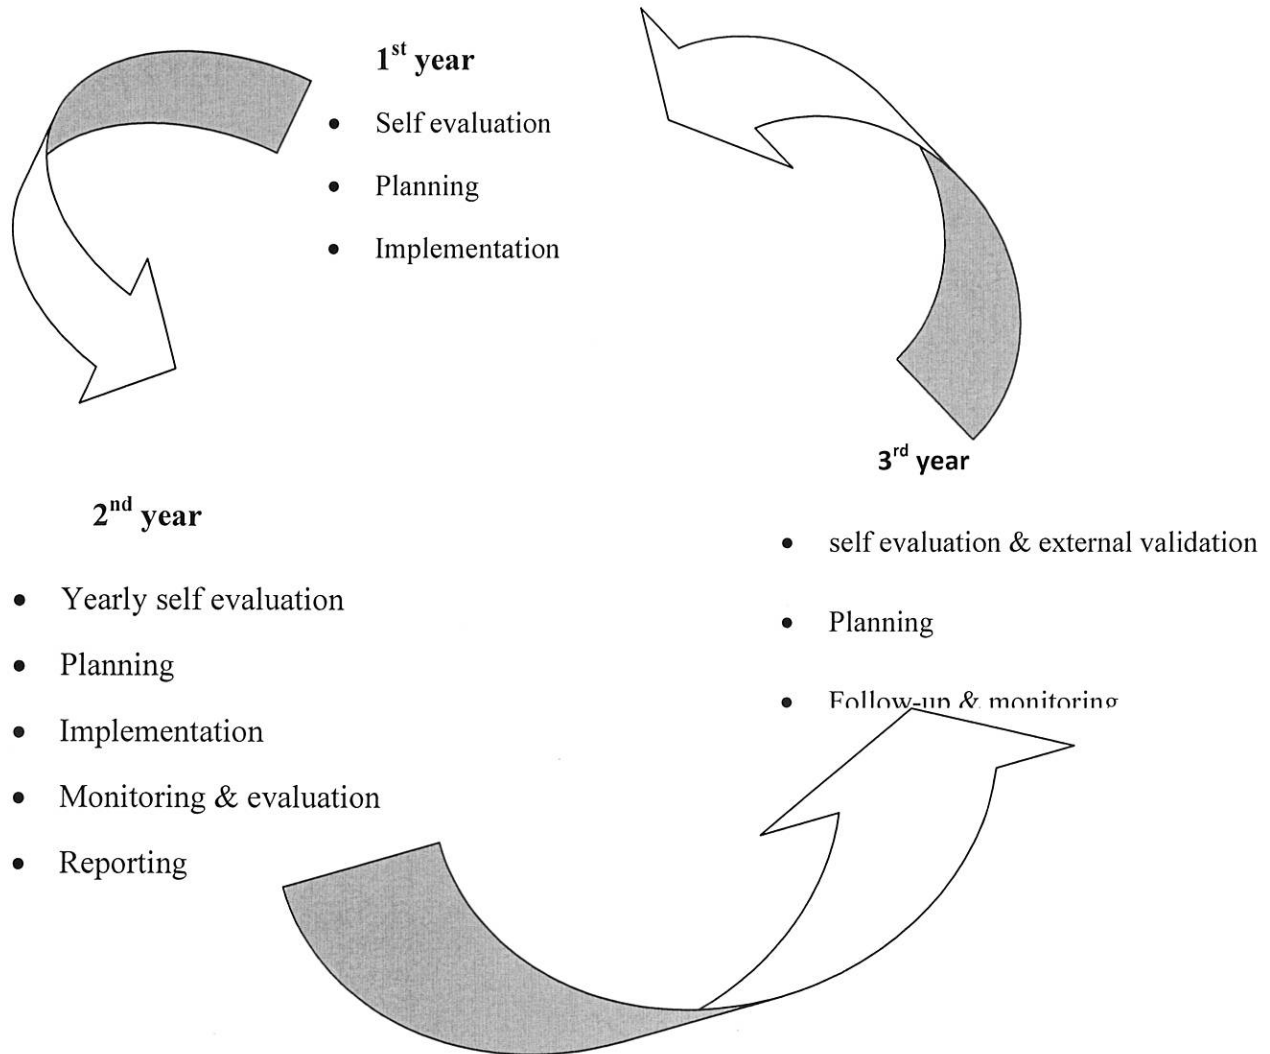 1st year
• Self evaluation
• Planning
• Implementation
2nd year
• Yearly self evaluation
• Planning
• Implementation
• Monitoring & evaluation
• Reporting
3rd year
• self evaluation & external validation
• Planning
• Follow-up & monitoring